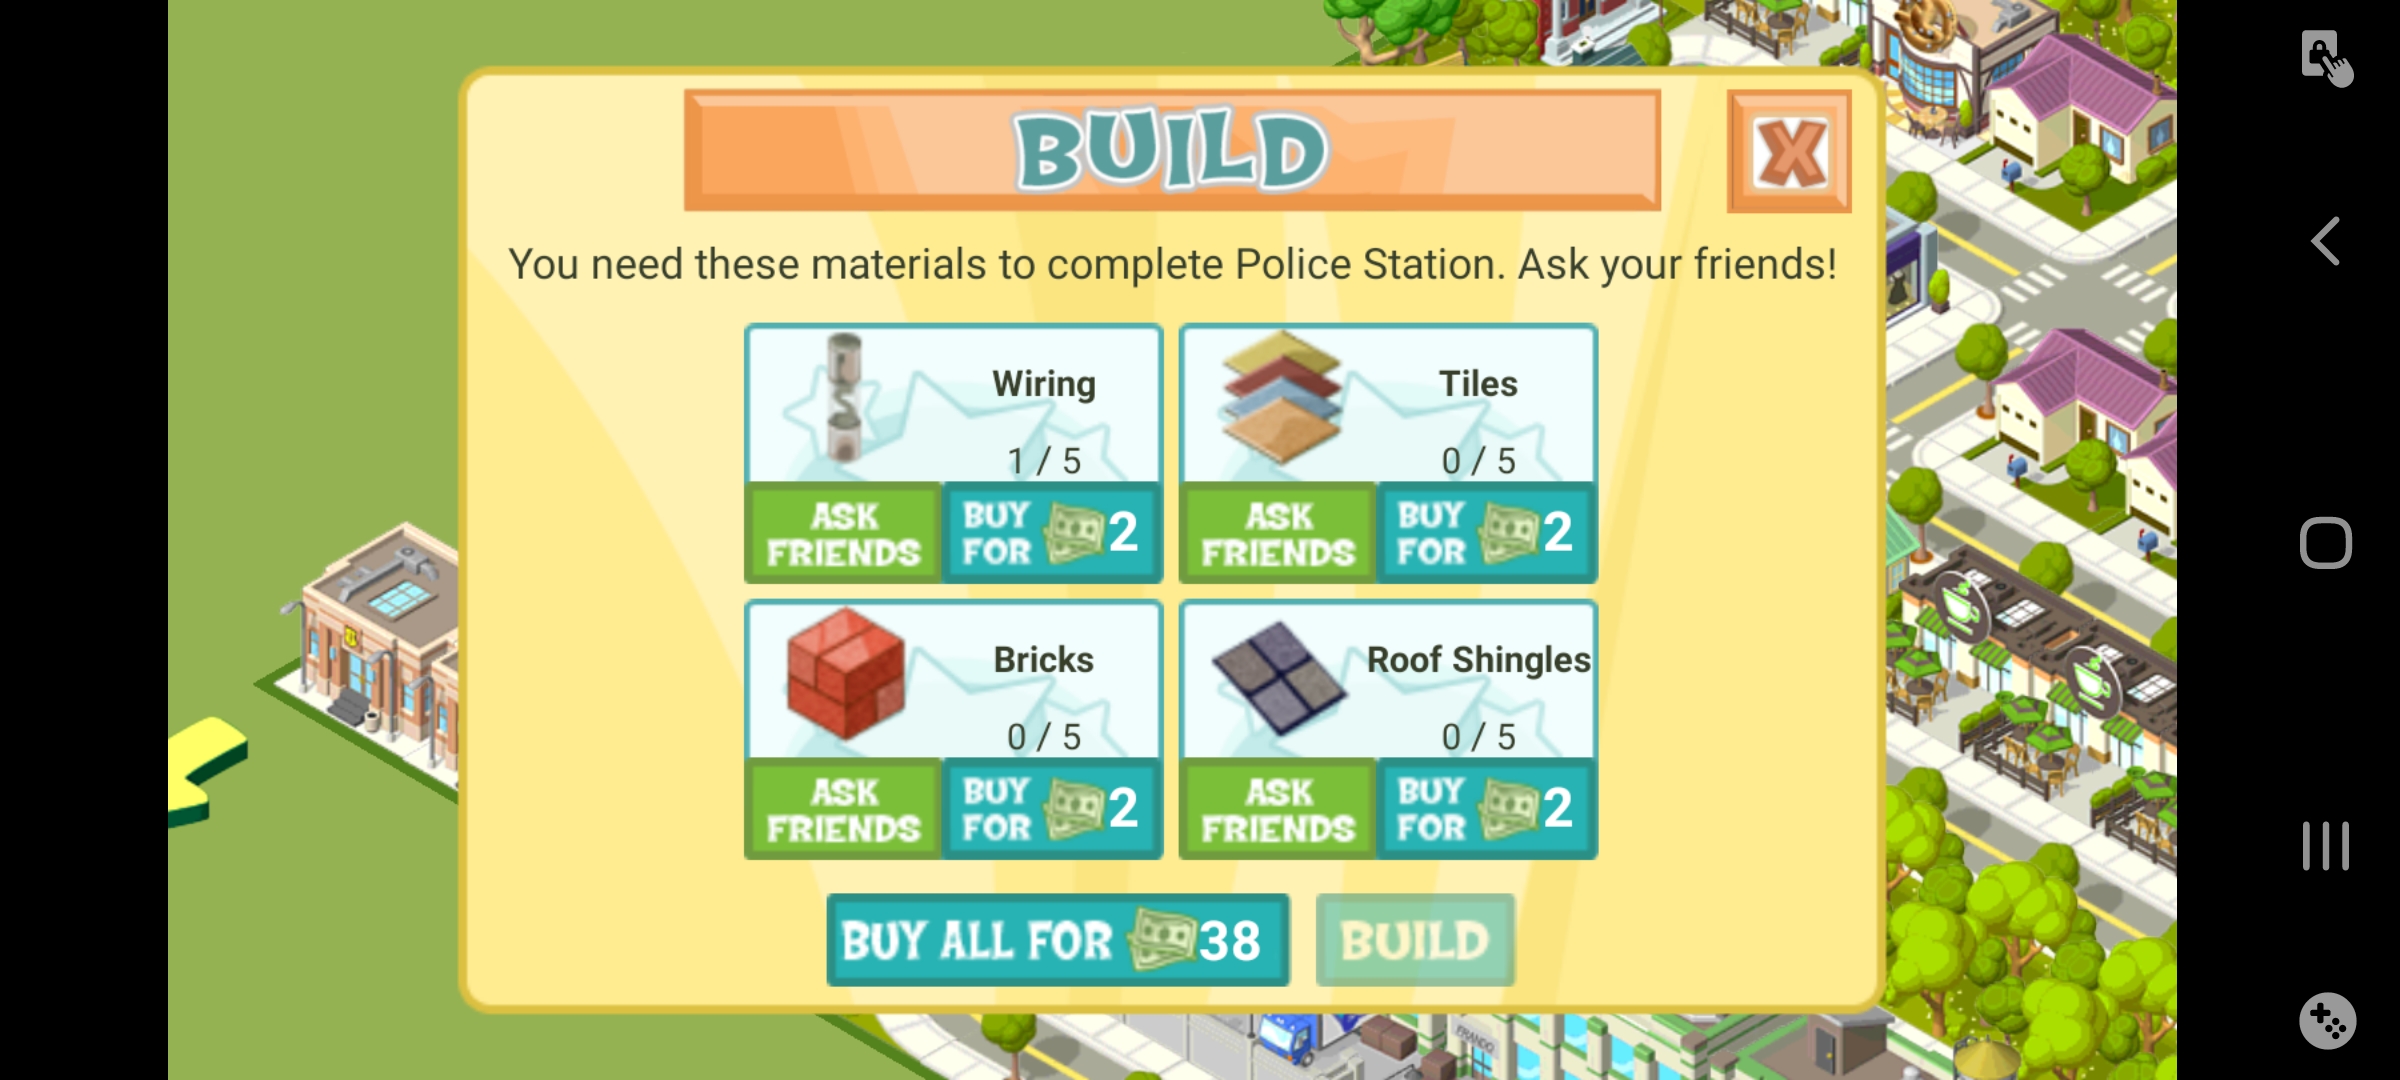 BUILD
X
You need these materials to complete Police Station. Ask your friends!
Wiring
1 / 5
ASK FRIENDS
BUY FOR 2
Tiles
0 / 5
ASK FRIENDS
BUY FOR 2
Bricks
0 / 5
ASK FRIENDS
BUY FOR 2
Roof Shingles
0 / 5
ASK FRIENDS
BUY FOR 2
BUY ALL FOR 38
BUILD